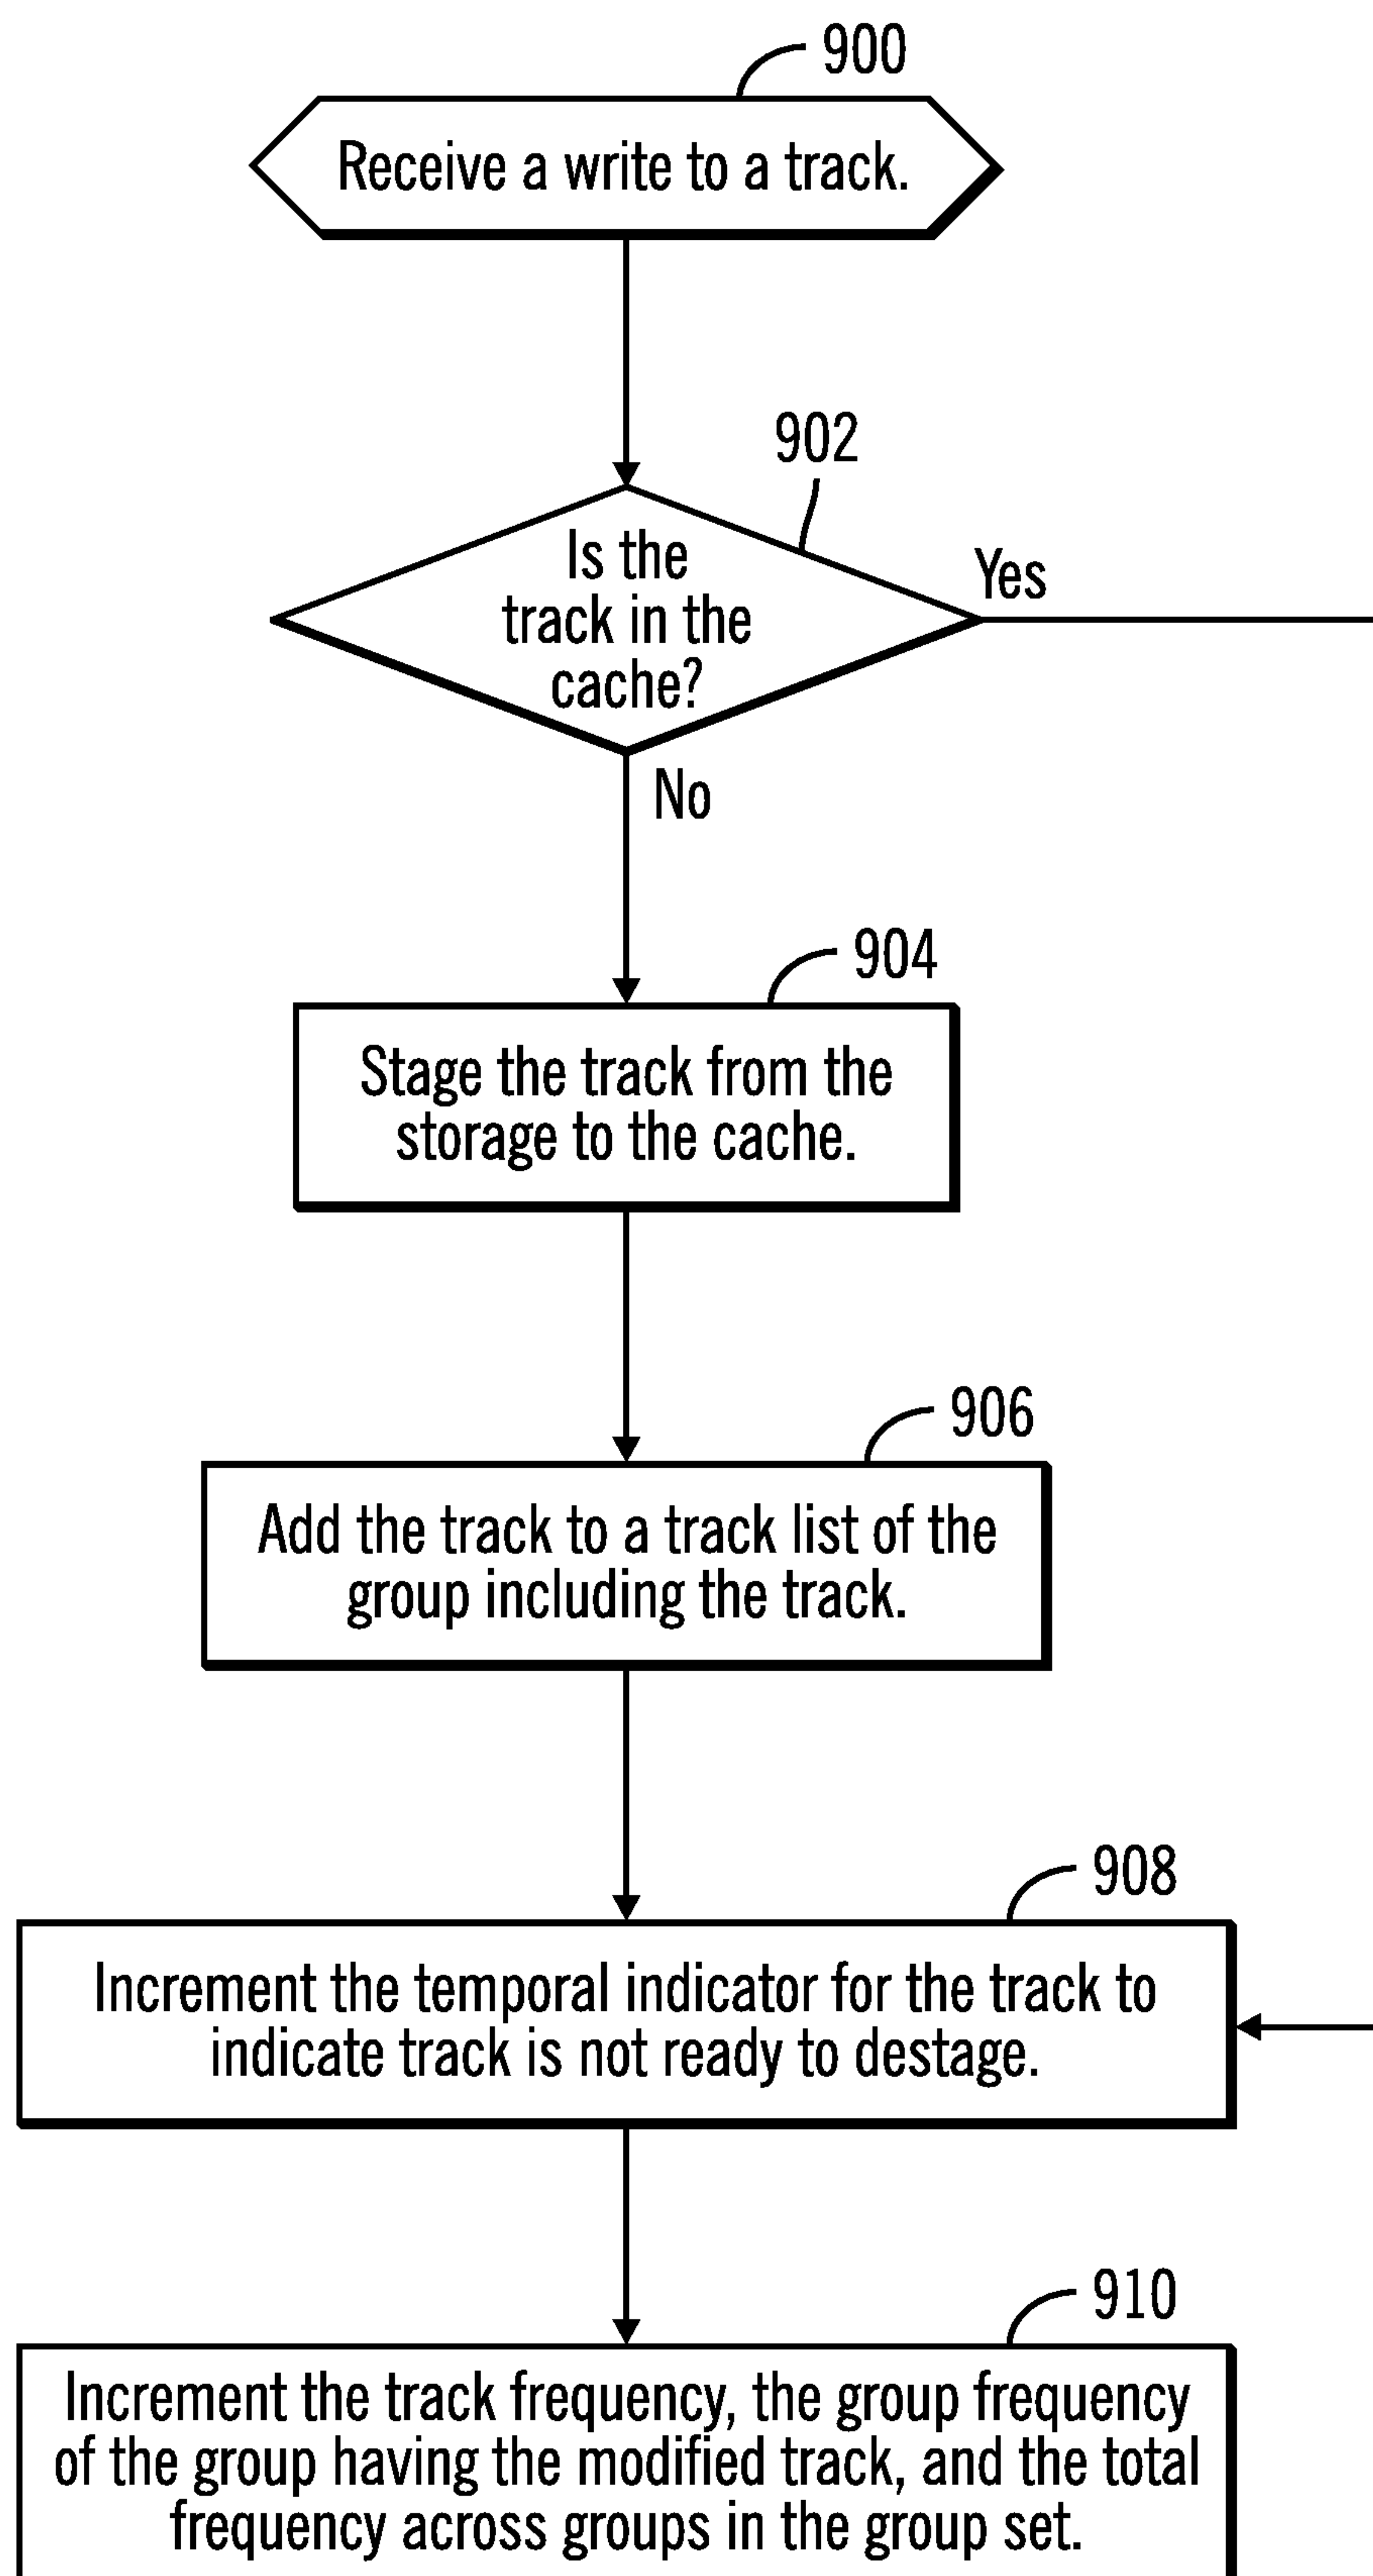 900
Receive a write to a track.
902
Is the
track in the
cache?
Yes
No
904
Stage the track from the
storage to the cache.
906
Add the track to a track list of the
group including the track.
908
Increment the temporal indicator for the track to
indicate track is not ready to destage.
910
Increment the track frequency, the group frequency
of the group having the modified track, and the total
frequency across groups in the group set.